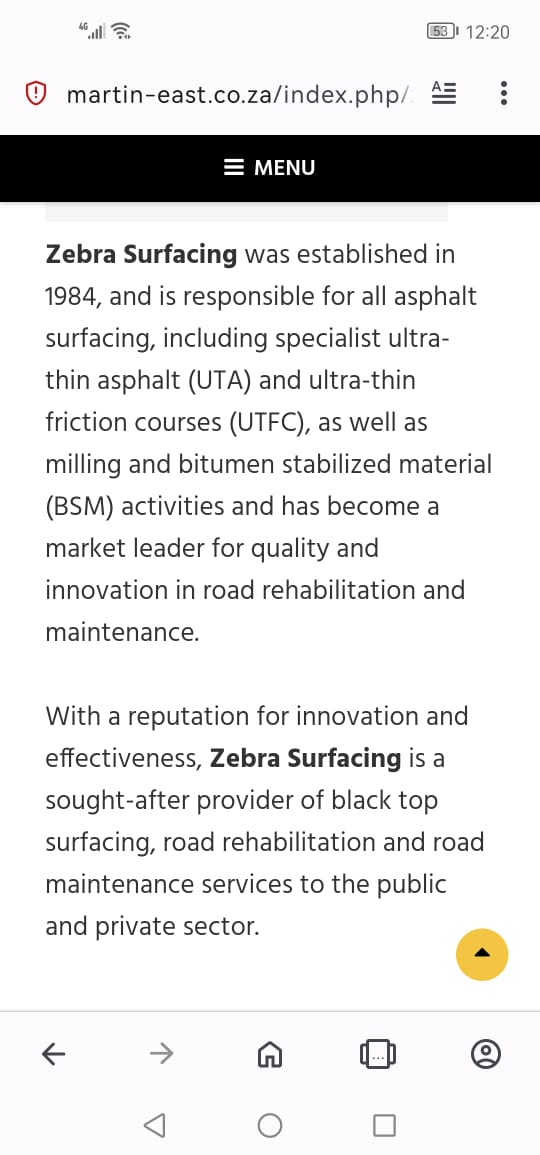 4G 53 12:20
martin-east.co.za/index.php/
MENU
Zebra Surfacing was established in
1984, and is responsible for all asphalt
surfacing, including specialist ultra-
thin asphalt (UTA) and ultra-thin
friction courses (UTFC), as well as
milling and bitumen stabilized material
(BSM) activities and has become a
market leader for quality and
innovation in road rehabilitation and
maintenance.
With a reputation for innovation and
effectiveness, Zebra Surfacing is a
sought-after provider of black top
surfacing, road rehabilitation and road
maintenance services to the public
and private sector.